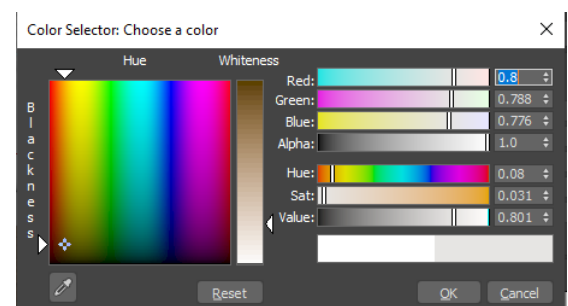 Color Selector: Choose a color
Hue
Whiteness
Blackness
Red: 0.8
Green: 0.788
Blue: 0.776
Alpha: 1.0
Hue: 0.08
Sat: 0.031
Value: 0.801
Reset
OK
Cancel